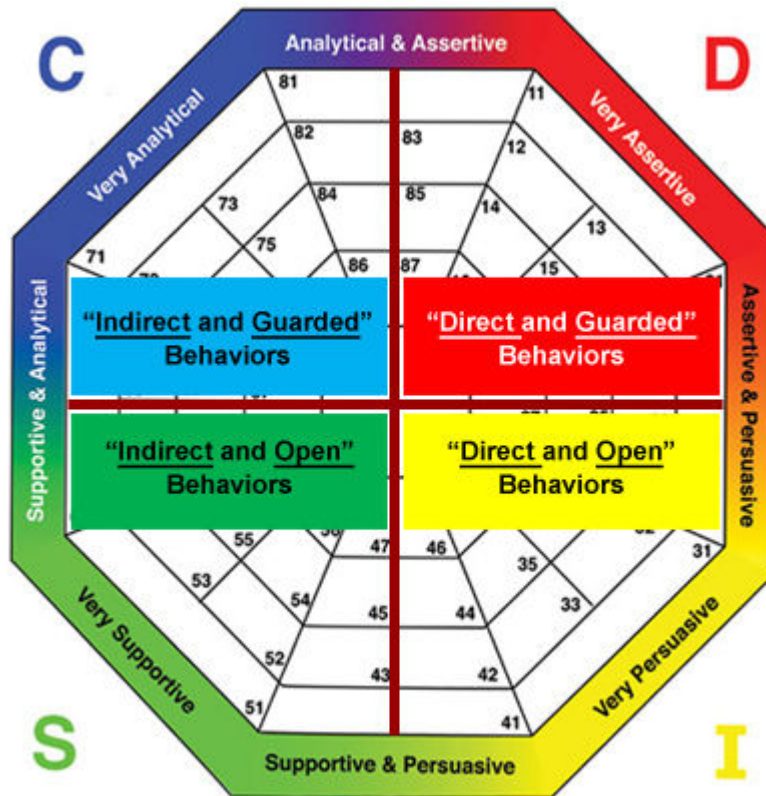 C
Analytical & Assertive
D
Very Analytical
Very Assertive
81
11
82
83
12
84
85
14
73
13
75
15
71
86
87
Supportive & Analytical
Assertive & Persuasive
“Indirect and Guarded”
Behaviors
“Direct and Guarded”
Behaviors
“Indirect and Open”
Behaviors
“Direct and Open”
Behaviors
55
47
46
35
31
53
54
45
44
33
52
43
42
51
41
Very Supportive
Very Persuasive
S
Supportive & Persuasive
I